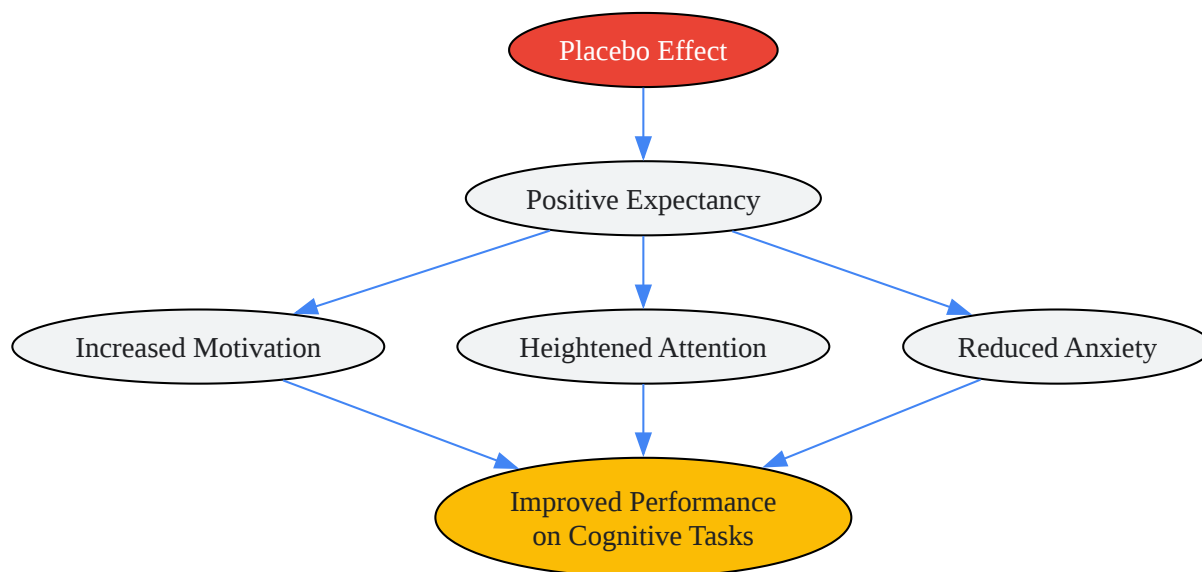 Placebo Effect
Positive Expectancy
Increased Motivation
Heightened Attention
Reduced Anxiety
Improved Performance
on Cognitive Tasks